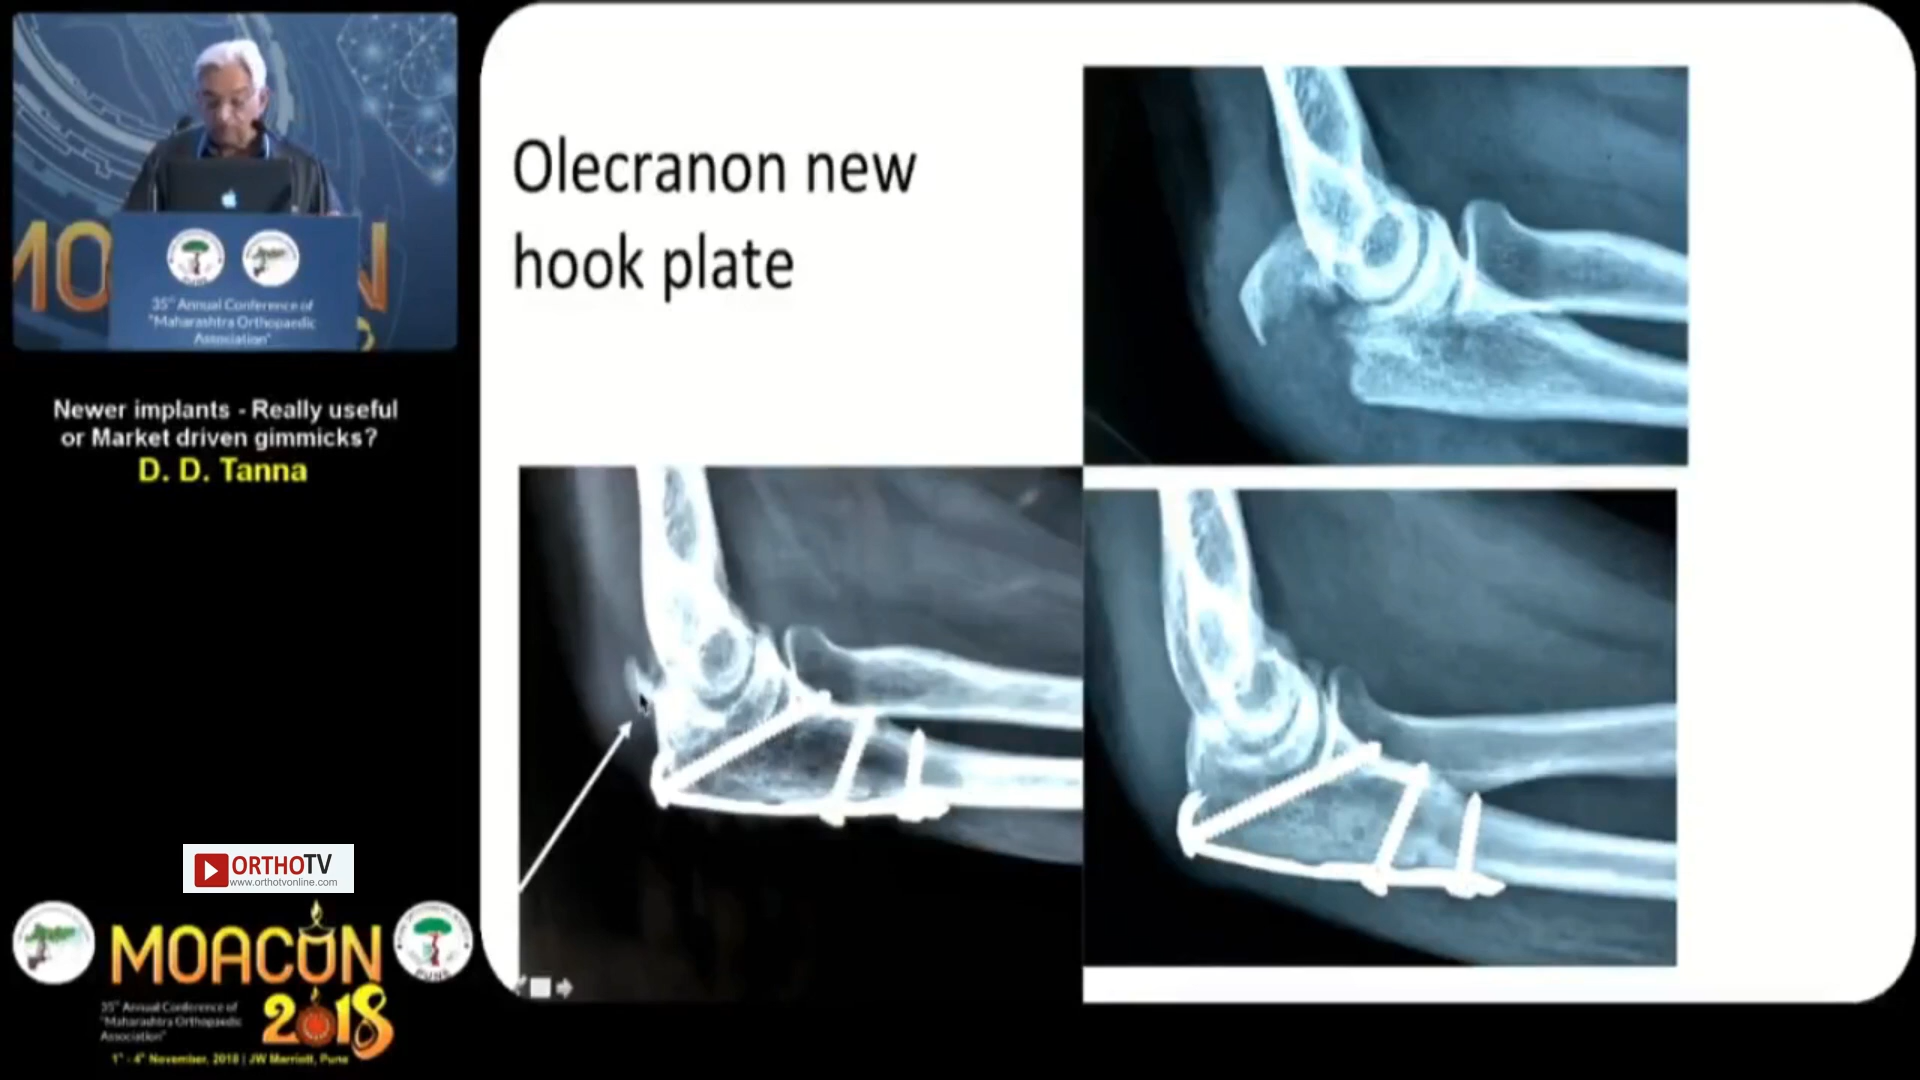 MO
N
35th Annual Conference of
"Maharashtra Orthopaedic
Association"
Newer implants - Really useful
or Market driven gimmicks?
D. D. Tanna
ORTHOTV
www.orthotvonline.com
MOACON
2018
35th Annual Conference of
"Maharashtra Orthopaedic
Association"
1st - 4th November, 2018 | JW Marriott, Pune
Olecranon new
hook plate